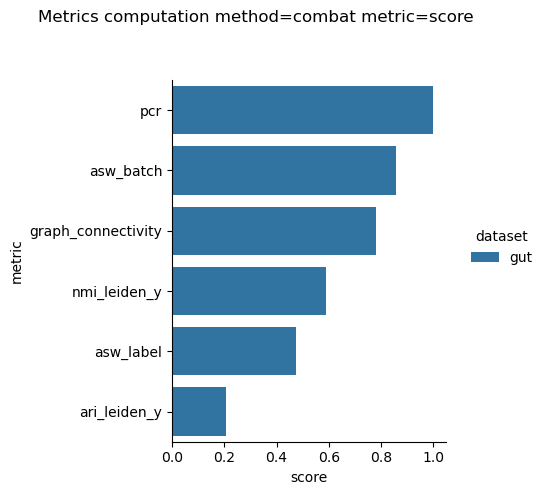 Metrics computation method=combat metric=score
pcr
asw_batch
graph_connectivity
nmi_leiden_y
asw_label
ari_leiden_y
metric
0.0 0.2 0.4 0.6 0.8 1.0
score
dataset
gut